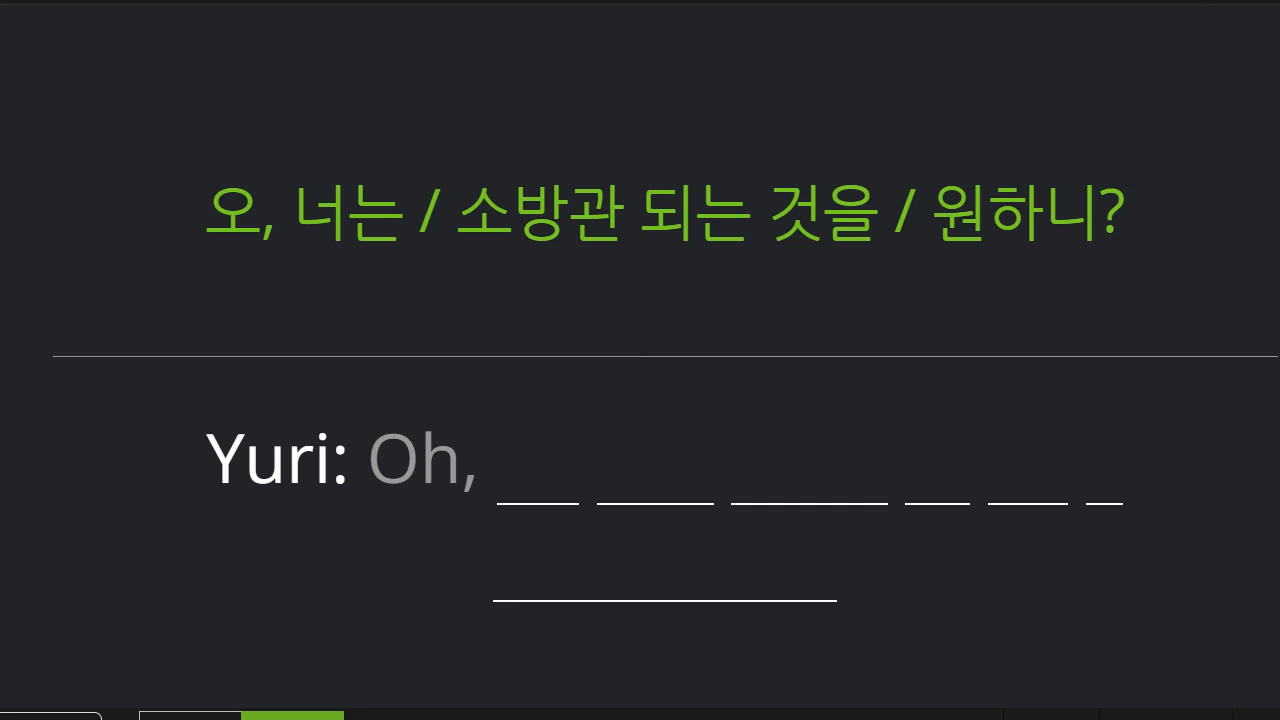 오, 너는 / 소방관 되는 것을 / 원하니?
Yuri: Oh,